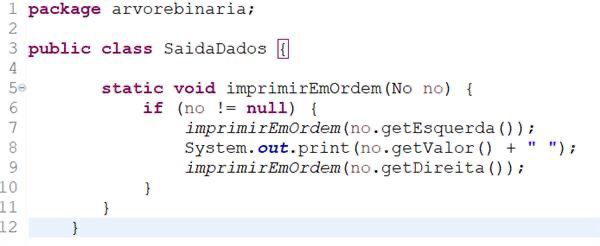 1 package arvorebinaria;
2
3 public class SaidaDados {
4
5 static void imprimirEmOrdem(No no) {
6 if (no != null) {
7 imprimirEmOrdem(no.getEsquerda());
8 System.out.print(no.getValor() + " ");
9 imprimirEmOrdem(no.getDireita());
10 }
11 }
12 }